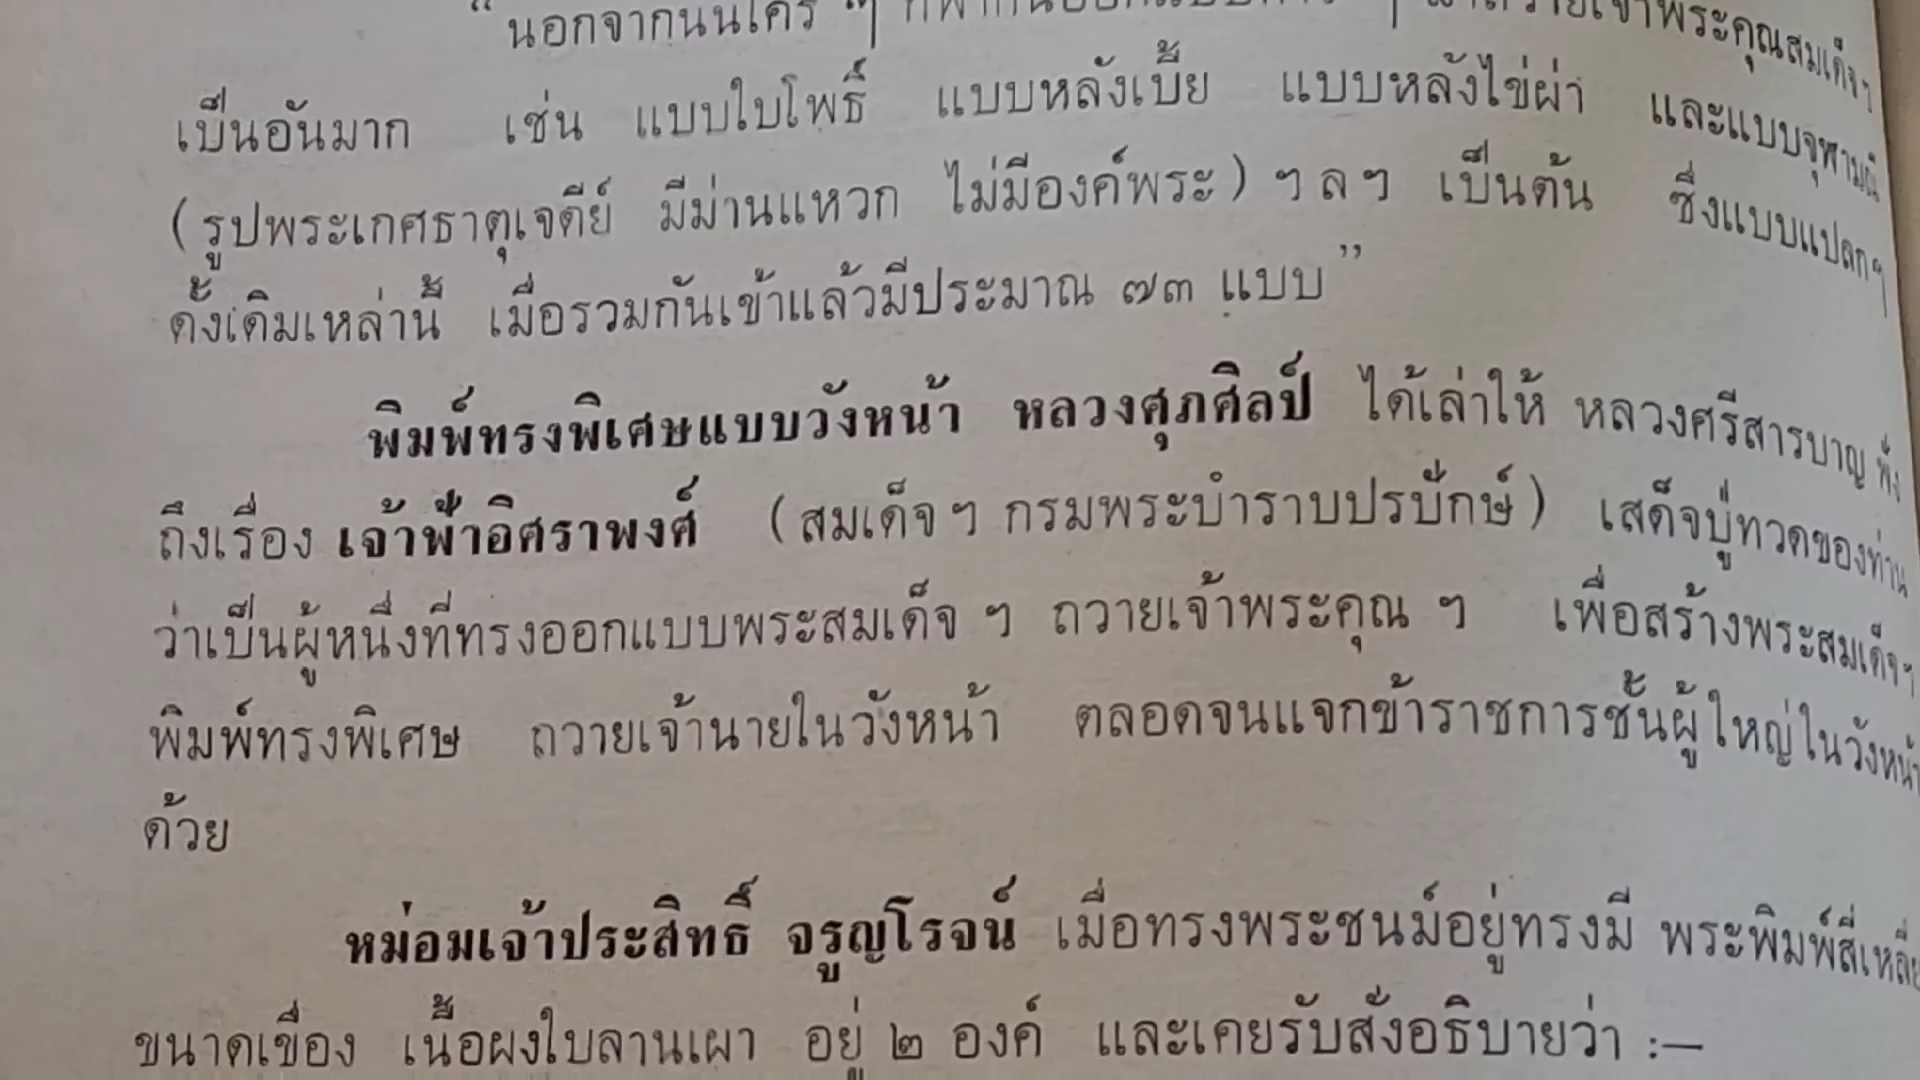 “นอกจากนั้นใคร ๆ ที่พากันออกแบบต่าง ๆ มาถวายเจ้าพระคุณสมเด็จฯ
เป็นอันมาก เช่น แบบใบโพธิ์ แบบหลังเบี้ย แบบหลังไข่ผ่า และแบบจุฬามณี
(รูปพระเกศธาตุเจดีย์ มีม่านแหวก ไม่มีองค์พระ) ฯลฯ เป็นต้น ซึ่งแบบแปลกๆ
ดั้งเดิมเหล่านี้ เมื่อรวมกันเข้าแล้วมีประมาณ ๗๓ แบบ”
พิมพ์ทรงพิเศษแบบวังหน้า หลวงศุภศิลป์ ได้เล่าให้ หลวงศรีสารบาญ ฟัง
ถึงเรื่อง เจ้าฟ้าอิศราพงศ์ (สมเด็จฯ กรมพระบำราบปรปักษ์) เสด็จปู่ทวดของท่าน
ว่าเป็นผู้หนึ่งที่ทรงออกแบบพระสมเด็จ ฯ ถวายเจ้าพระคุณ ฯ เพื่อสร้างพระสมเด็จฯ
พิมพ์ทรงพิเศษ ถวายเจ้านายในวังหน้า ตลอดจนแจกข้าราชการชั้นผู้ใหญ่ในวังหน้า
ด้วย
หม่อมเจ้าประสิทธิ์ จรูญโรจน์ เมื่อทรงพระชนม์อยู่ทรงมี พระพิมพ์สี่เหลี่ย
ขนาดเขื่อง เนื้อผงใบลานเผา อยู่ ๒ องค์ และเคยรับสั่งอธิบายว่า :—